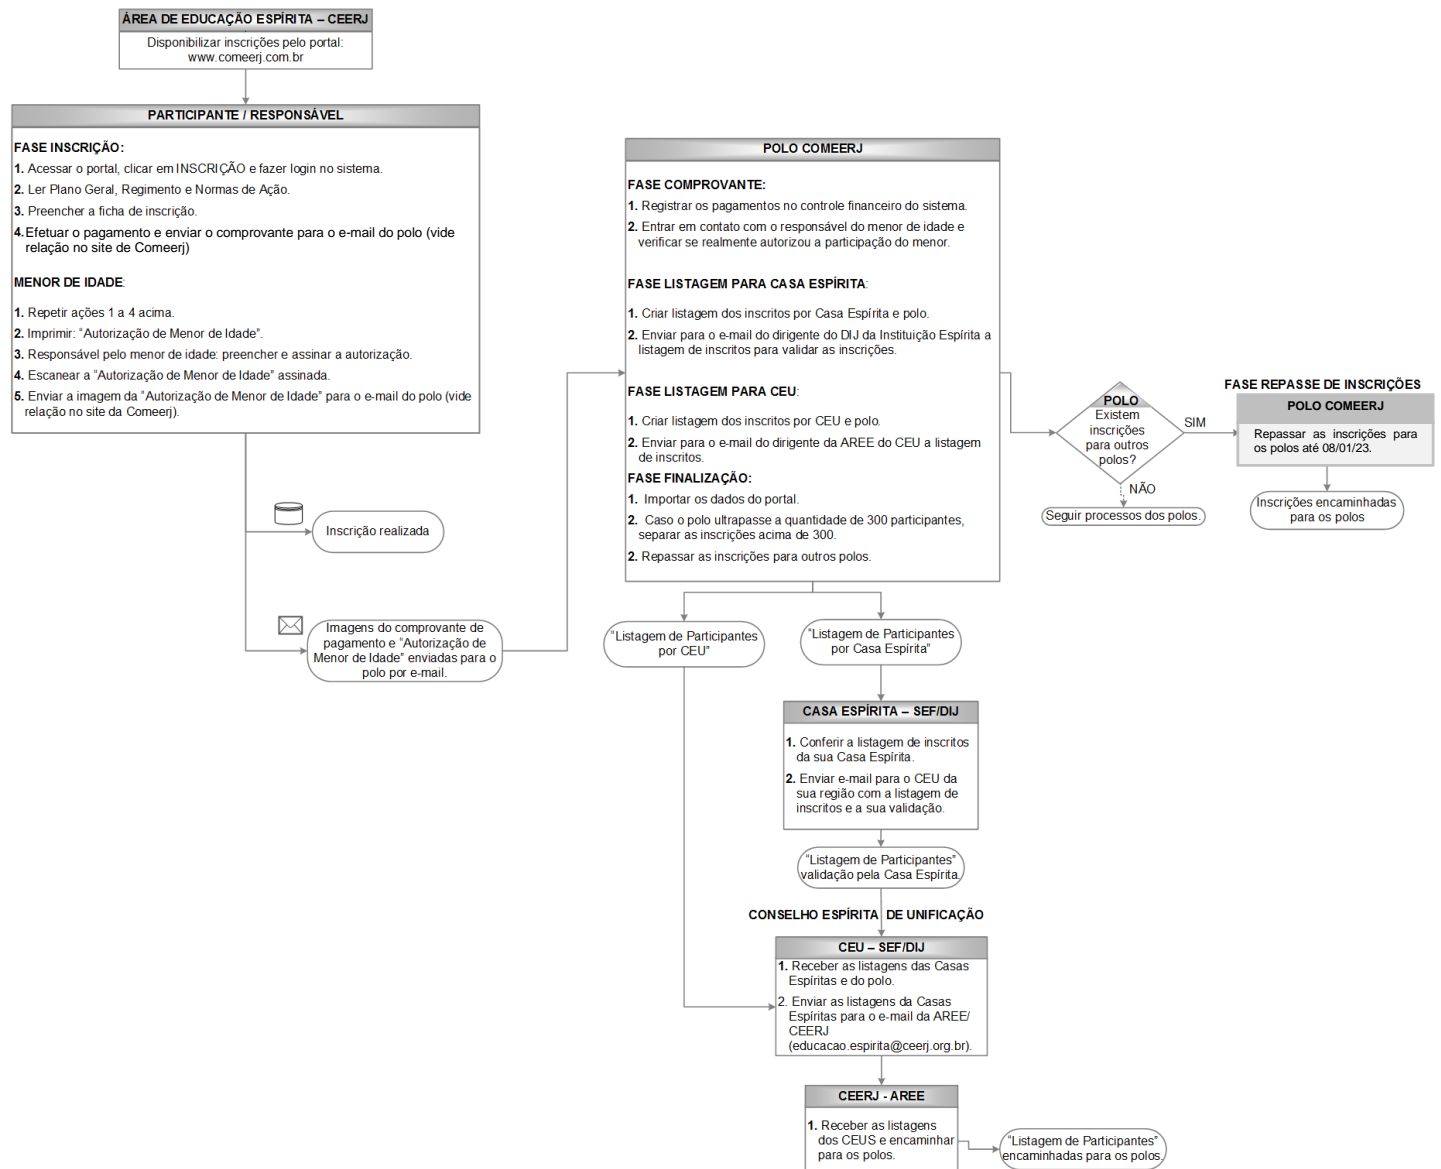 ÁREA DE EDUCAÇÃO ESPÍRITA – CEERJ
Disponibilizar inscrições pelo portal:
www.comeerj.com.br
PARTICIPANTE / RESPONSÁVEL
FASE INSCRIÇÃO:
1. Acessar o portal, clicar em INSCRIÇÃO e fazer login no sistema.
2. Ler Plano Geral, Regimento e Normas de Ação.
3. Preencher a ficha de inscrição.
4. Efetuar o pagamento e enviar o comprovante para o e-mail do polo (vide
relação no site de Comeerj)
MENOR DE IDADE:
1. Repetir ações 1 a 4 acima.
2. Imprimir: “Autorização de Menor de Idade”.
3. Responsável pelo menor de idade: preencher e assinar a autorização.
4. Escanear a “Autorização de Menor de Idade” assinada.
5. Enviar a imagem da “Autorização de Menor de Idade” para o e-mail do polo (vide
relação no site da Comeerj).
Inscrição realizada
Imagens do comprovante de
pagamento e “Autorização de
Menor de Idade” enviadas para o
polo por e-mail.
POLO COMEERJ
FASE COMPROVANTE:
1. Registrar os pagamentos no controle financeiro do sistema.
2. Entrar em contato com o responsável do menor de idade e
verificar se realmente autorizou a participação do menor.
FASE LISTAGEM PARA CASA ESPÍRITA:
1. Criar listagem dos inscritos por Casa Espírita e polo.
2. Enviar para o e-mail do dirigente do DIJ da Instituição Espírita a
listagem de inscritos para validar as inscrições.
FASE LISTAGEM PARA CEU:
1. Criar listagem dos inscritos por CEU e polo.
2. Enviar para o e-mail do dirigente da AREE do CEU a listagem
de inscritos.
FASE FINALIZAÇÃO:
1. Importar os dados do portal.
2. Caso o polo ultrapasse a quantidade de 300 participantes,
separar as inscrições acima de 300.
2. Repassar as inscrições para outros polos.
POLO
Existem
inscrições
para outros
polos?
SIM
NÃO
Seguir processos dos polos.
FASE REPASSE DE INSCRIÇÕES
POLO COMEERJ
Repassar as inscrições para
os polos até 08/01/23.
Inscrições encaminhadas
para os polos
“Listagem de Participantes
por CEU”
“Listagem de Participantes
por Casa Espírita”
CASA ESPÍRITA – SEF/DIJ
1. Conferir a listagem de inscritos
da sua Casa Espírita.
2. Enviar e-mail para o CEU da
sua região com a listagem de
inscritos e a sua validação.
“Listagem de Participantes”
validação pela Casa Espírita.
CONSELHO ESPÍRITA DE UNIFICAÇÃO
CEU – SEF/DIJ
1. Receber as listagens das Casas
Espíritas e do polo.
2. Enviar as listagens da Casas
Espíritas para o e-mail da AREE/
CEERJ
(educacao.espirita@ceerj.org.br).
CEERJ - AREE
1. Receber as listagens
dos CEUS e encaminhar
para os polos.
“Listagem de Participantes”
encaminhadas para os polos.